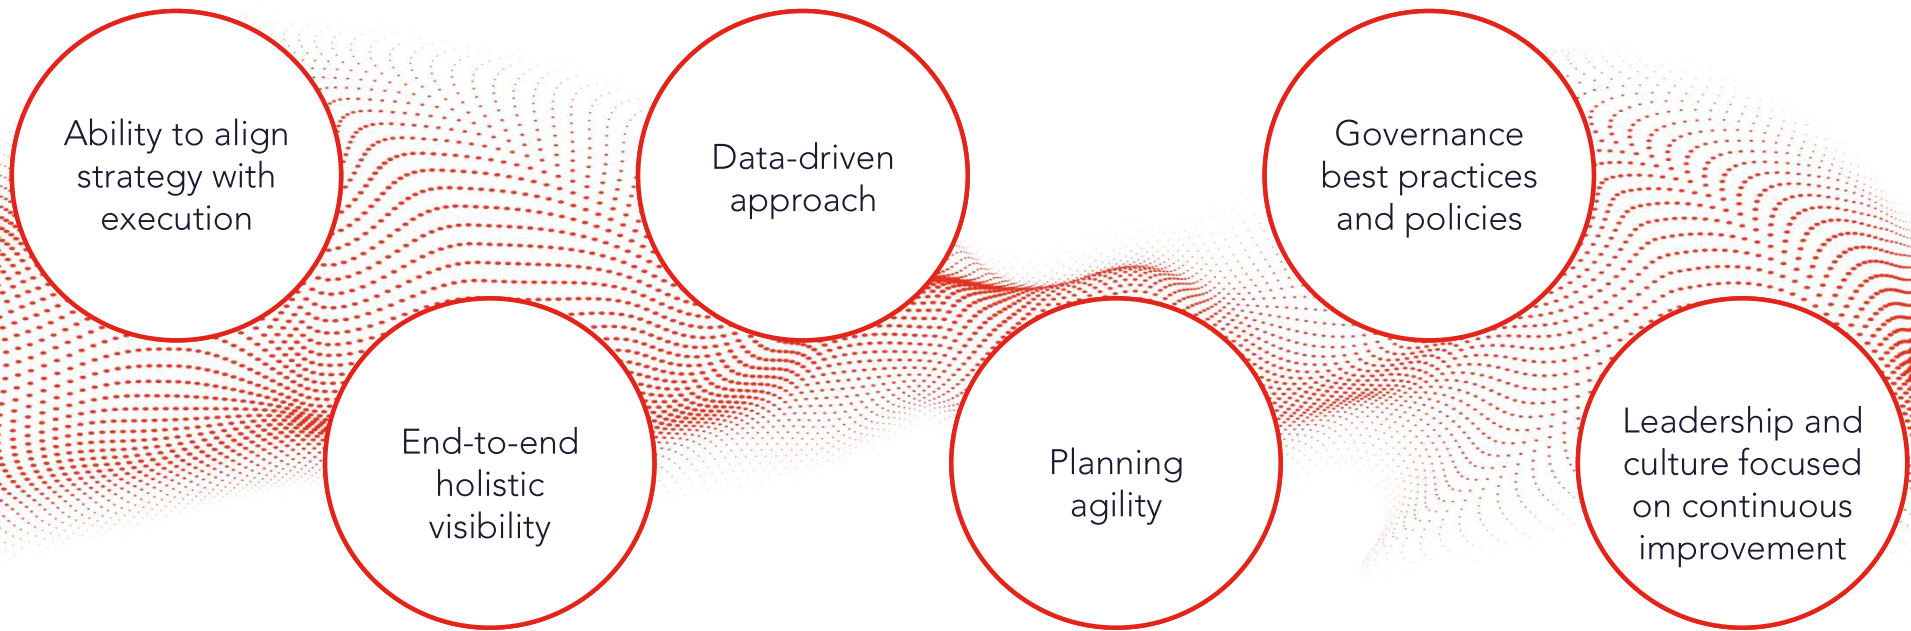 Ability to align
strategy with
execution
End-to-end
holistic
visibility
Data-driven
approach
Planning
agility
Governance
best practices
and policies
Leadership and
culture focused
on continuous
improvement